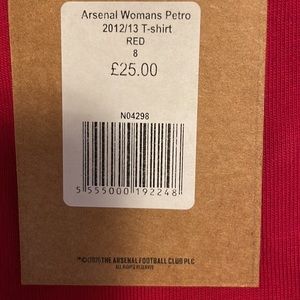 Arsenal Womans Petro
2012/13 T-shirt
RED
8
£25.00
N04298
5 555000 192248
THE ARSENAL FOOTBALL CLUB PLC
ALL RIGHTS RESERVED